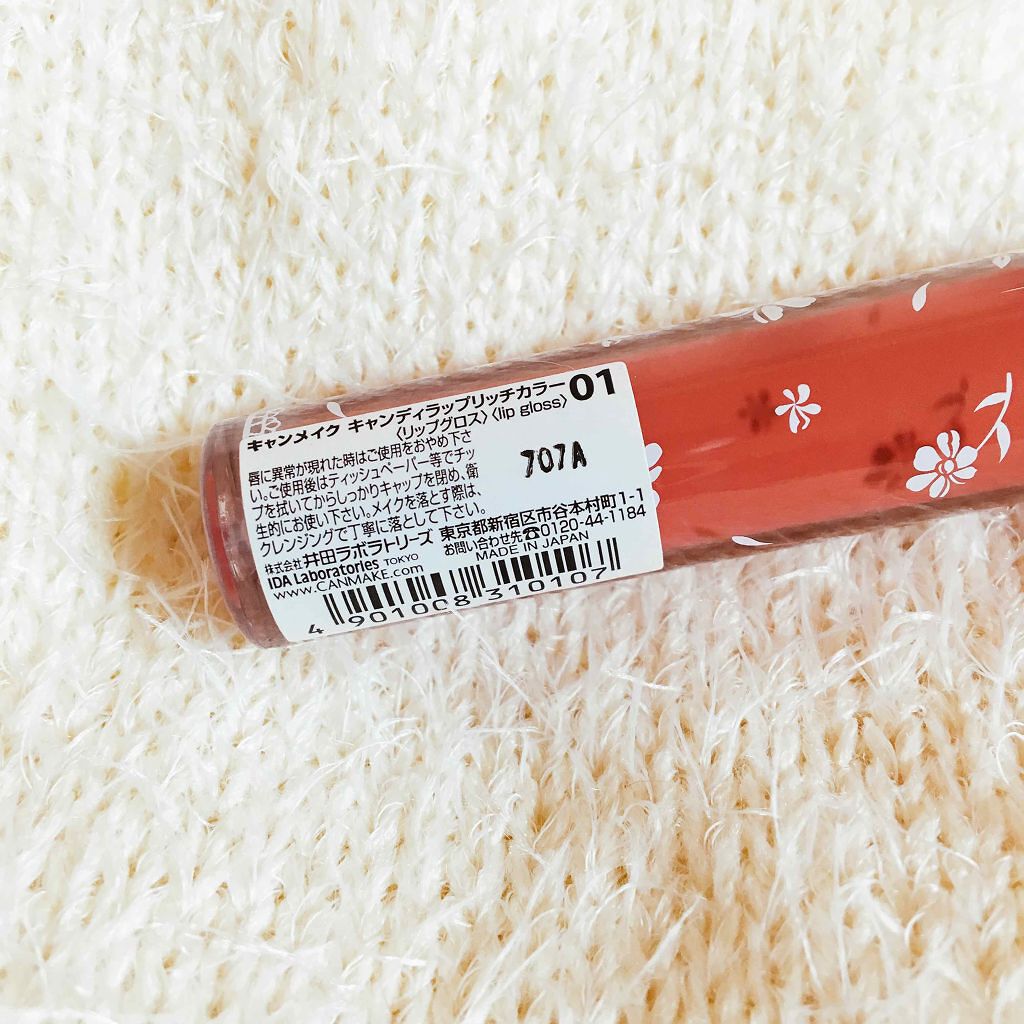 キャンメイク キャンディラップリッチカラー 01
〈リップグロス〉〈lip gloss〉
唇に異常が現れた時はご使用をおやめ下さ
い。ご使用後はティッシュペーパー等でチッ
プを拭いてからしっかりキャップを閉め、衛
生的にお使い下さい。メイクを落とす際は、
クレンジングで丁寧に落として下さい。
707A
株式会社 井田ラボラトリーズ 東京都新宿区市谷本村町1-1
IDA Laboratories TOKYO お問い合わせ先☎0120-44-1184
WWW.CANMAKE.com MADE IN JAPAN
4 901008 310107